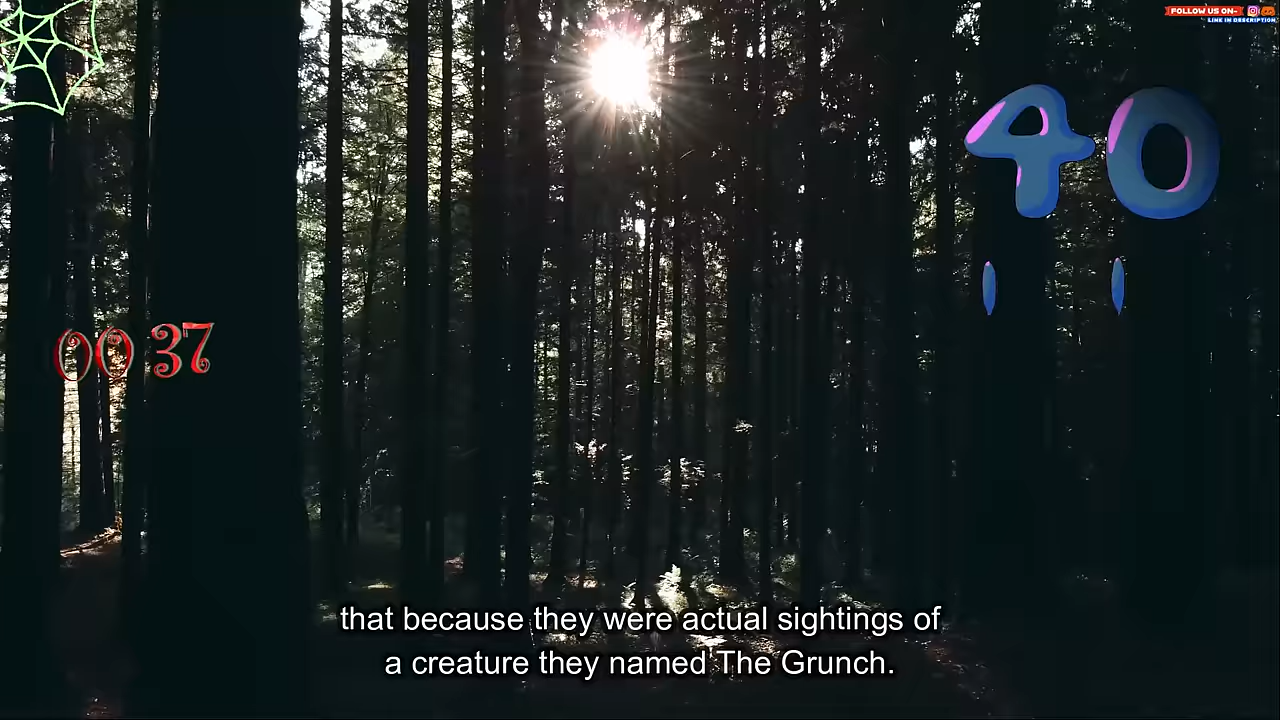 FOLLOW US ON-
LINK IN DESCRIPTION
40
00 37
that because they were actual sightings of
a creature they named The Grunch.